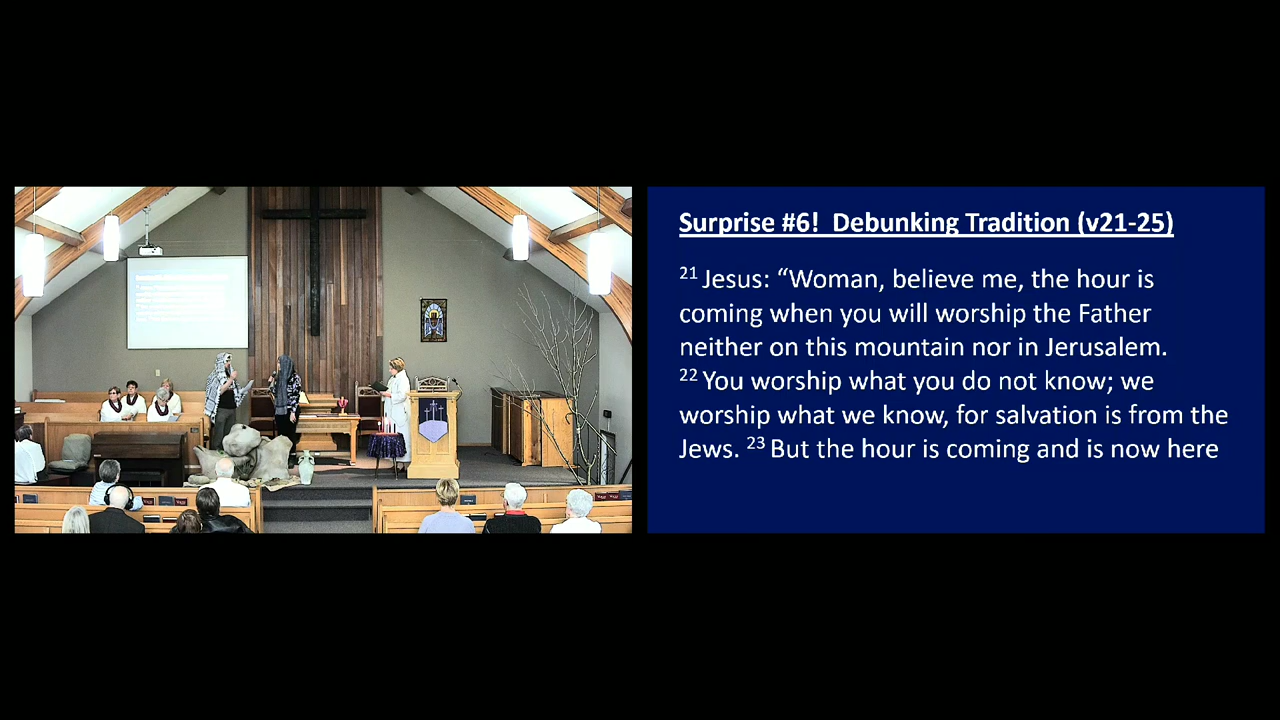 Surprise #6!  Debunking Tradition (v21-25)
21 Jesus: “Woman, believe me, the hour is
coming when you will worship the Father
neither on this mountain nor in Jerusalem.
22 You worship what you do not know; we
worship what we know, for salvation is from the
Jews. 23 But the hour is coming and is now here